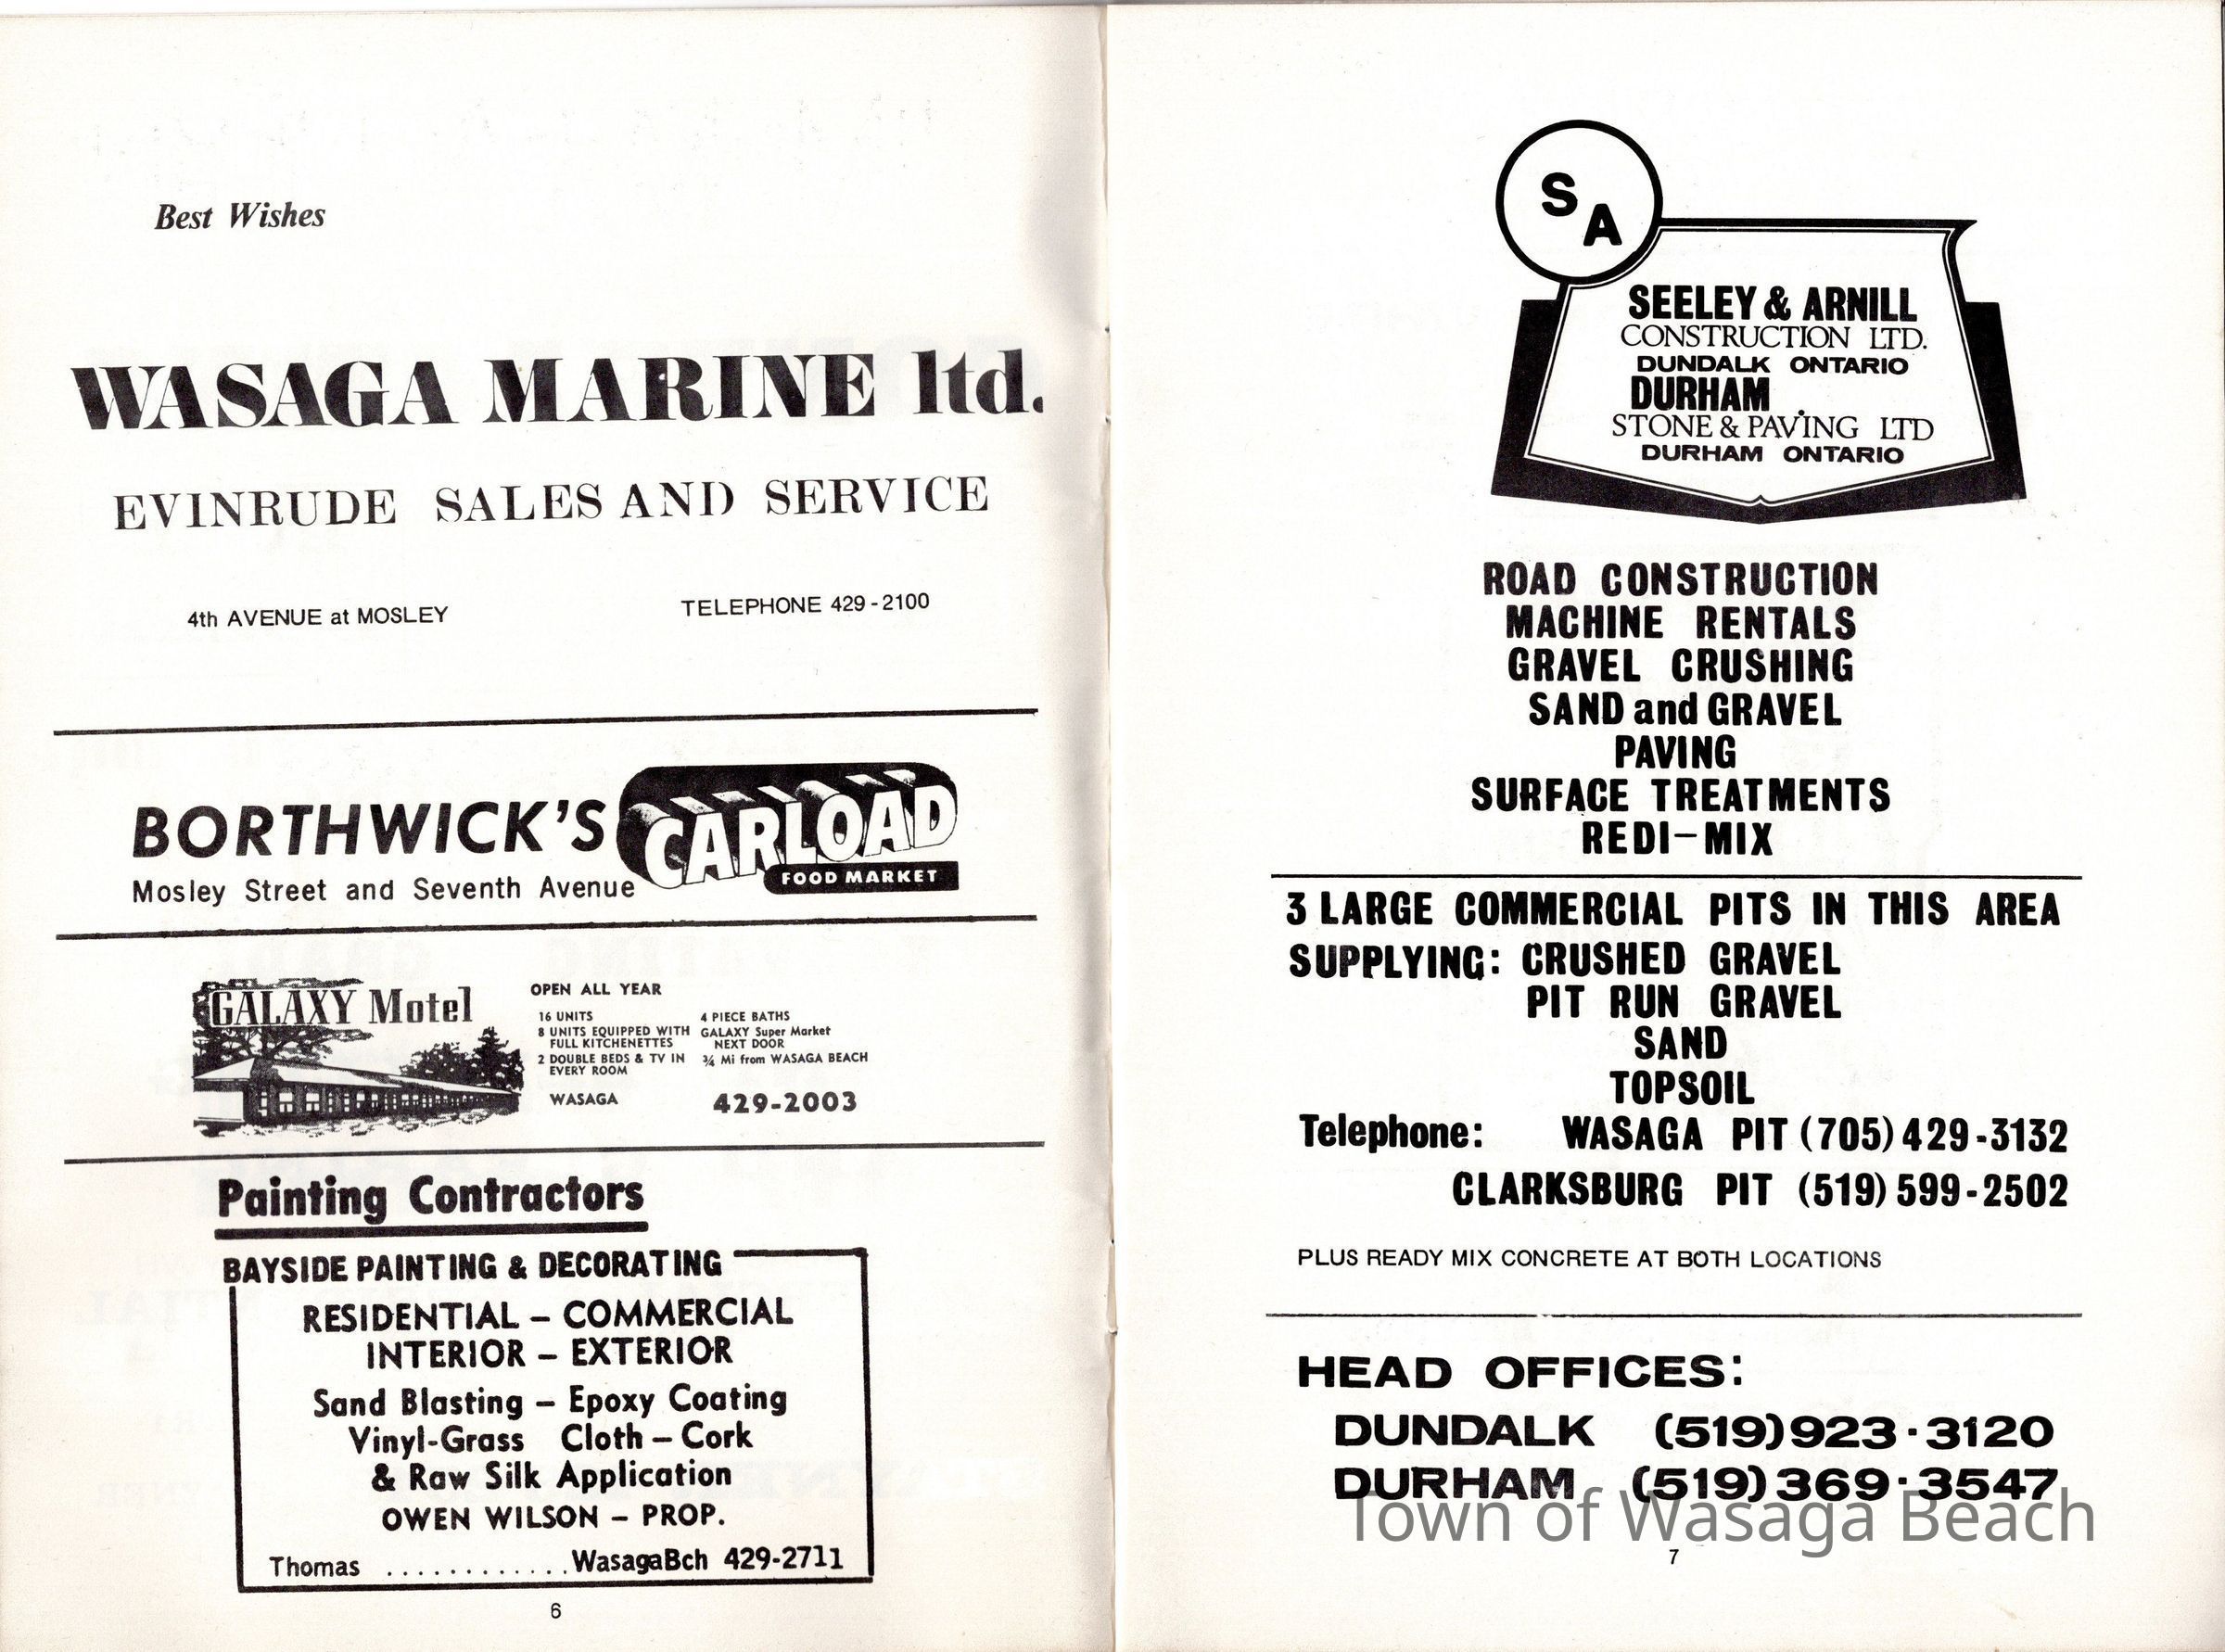 Best Wishes
WASAGA MARINE ltd.
EVINRUDE SALES AND SERVICE
4th AVENUE at MOSLEY TELEPHONE 429-2100
BORTHWICK'S CARLOAD
FOOD MARKET
Mosley Street and Seventh Avenue
GALAXY Motel
OPEN ALL YEAR
16 UNITS
8 UNITS EQUIPPED WITH
FULL KITCHENETTES
2 DOUBLE BEDS & TV IN
EVERY ROOM
4 PIECE BATHS
GALAXY Super Market
NEXT DOOR
¾ Mi from WASAGA BEACH
WASAGA 429-2003
Painting Contractors
BAYSIDE PAINTING & DECORATING
RESIDENTIAL – COMMERCIAL
INTERIOR – EXTERIOR
Sand Blasting – Epoxy Coating
Vinyl-Grass Cloth – Cork
& Raw Silk Application
OWEN WILSON – PROP.
Thomas ............WasagaBch 429-2711
6
S
A
SEELEY & ARNILL
CONSTRUCTION LTD.
DUNDALK ONTARIO
DURHAM
STONE & PAVING LTD
DURHAM ONTARIO
ROAD CONSTRUCTION
MACHINE RENTALS
GRAVEL CRUSHING
SAND and GRAVEL
PAVING
SURFACE TREATMENTS
REDI–MIX
3 LARGE COMMERCIAL PITS IN THIS AREA
SUPPLYING: CRUSHED GRAVEL
PIT RUN GRAVEL
SAND
TOPSOIL
Telephone: WASAGA PIT (705) 429-3132
CLARKSBURG PIT (519) 599-2502
PLUS READY MIX CONCRETE AT BOTH LOCATIONS
HEAD OFFICES:
DUNDALK (519) 923·3120
DURHAM (519) 369·3547
Town of Wasaga Beach
7